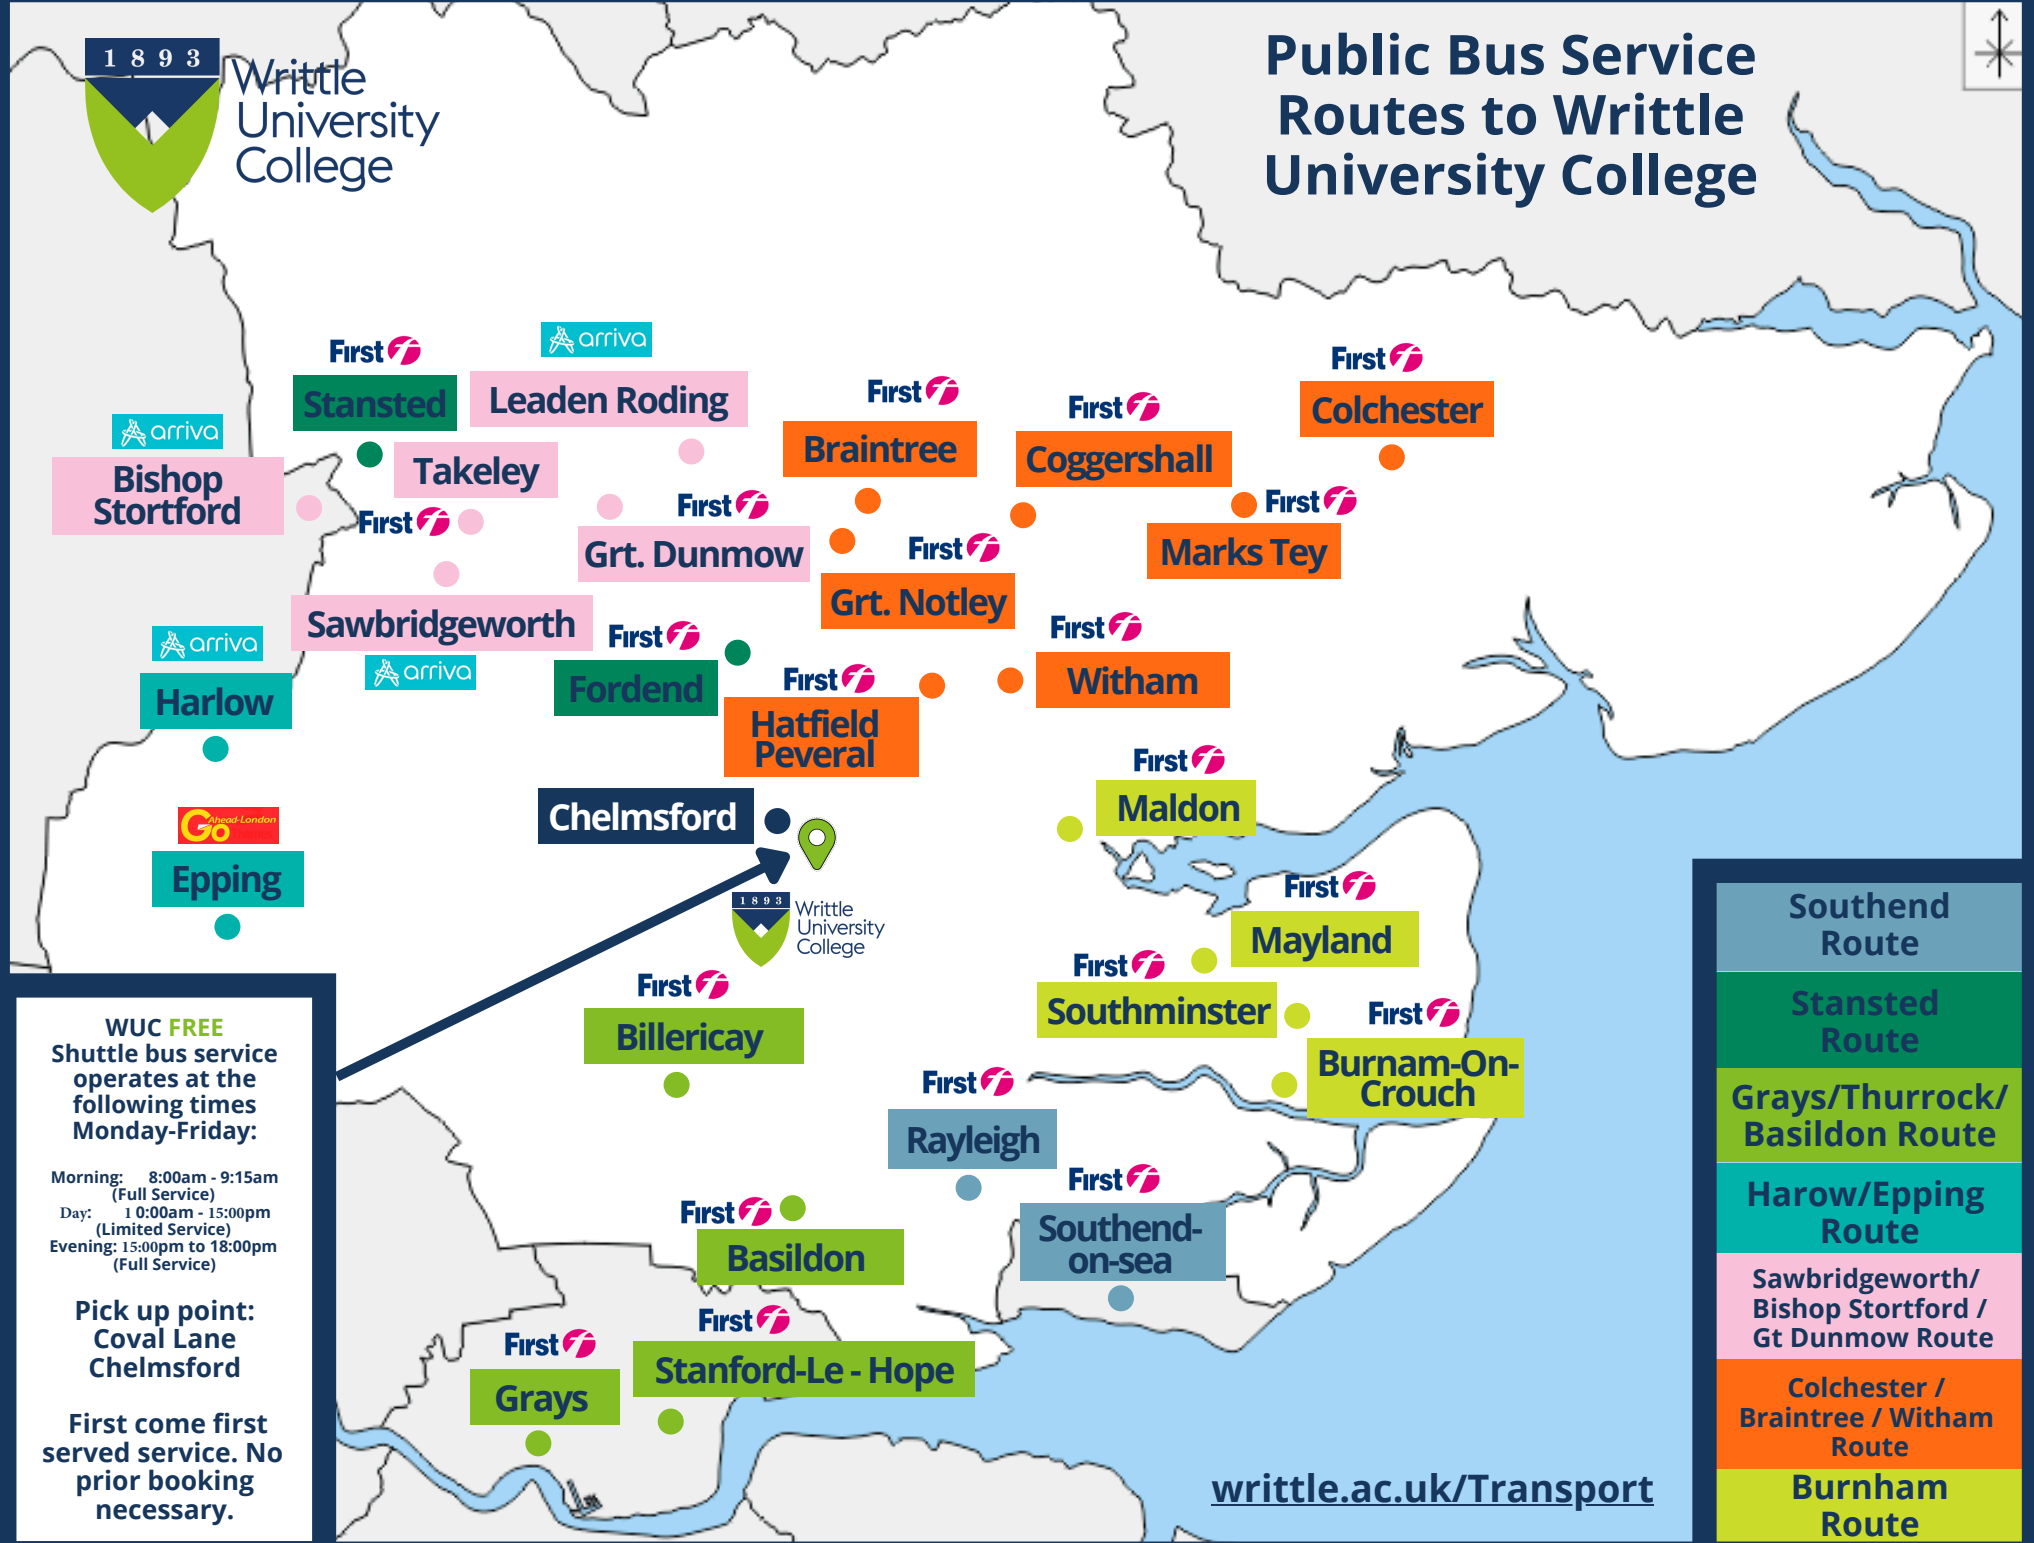 1893
Writtle
University
College
Public Bus Service
Routes to Writtle
University College
First
Stansted
arriva
Leaden Roding
First
Braintree
First
Coggershall
First
Colchester
arriva
Bishop
Stortford
Takeley
First
First
Grt. Dunmow
First
Grt. Notley
First
Marks Tey
Sawbridgeworth
arriva
arriva
Harlow
First
Fordend
First
Hatfield
Peveral
First
Witham
Chelmsford
First
Maldon
Go
Ahead-London
Epping
1893
Writtle
University
College
First
Mayland
First
Southminster
First
Burnam-On-
Crouch
First
Billericay
First
Rayleigh
First
Southend-
on-sea
First
Basildon
First
Stanford-Le - Hope
First
Grays
WUC FREE
Shuttle bus service
operates at the
following times
Monday-Friday:
Morning: 8:00am - 9:15am
(Full Service)
Day: 1 0:00am - 15:00pm
(Limited Service)
Evening: 15:00pm to 18:00pm
(Full Service)
Pick up point:
Coval Lane
Chelmsford
First come first
served service. No
prior booking
necessary.
Southend
Route
Stansted
Route
Grays/Thurrock/
Basildon Route
Harow/Epping
Route
Sawbridgeworth/
Bishop Stortford /
Gt Dunmow Route
Colchester /
Braintree / Witham
Route
Burnham
Route
writtle.ac.uk/Transport